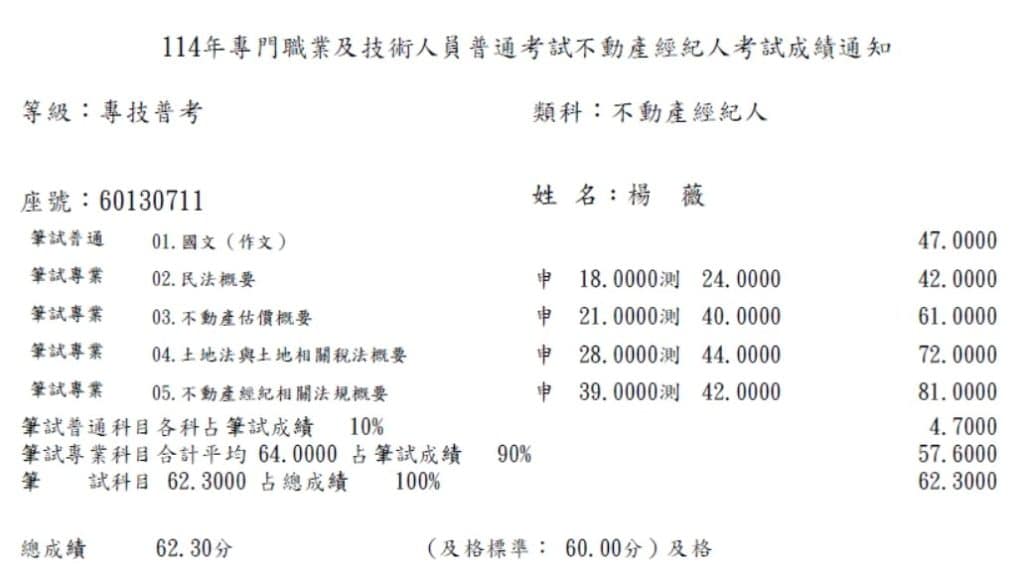 114年專門職業及技術人員普通考試不動產經紀人考試成績通知
等級：專技普考 類科：不動產經紀人
座號：60130711 姓 名：楊 薇
筆試普通 01.國文（作文） 47.0000
筆試專業 02.民法概要 申 18.0000測 24.0000 42.0000
筆試專業 03.不動產估價概要 申 21.0000測 40.0000 61.0000
筆試專業 04.土地法與土地相關稅法概要 申 28.0000測 44.0000 72.0000
筆試專業 05.不動產經紀相關法規概要 申 39.0000測 42.0000 81.0000
筆試普通科目各科占筆試成績 10% 4.7000
筆試專業科目合計平均 64.0000 占筆試成績 90% 57.6000
筆 試科目 62.3000 占總成績 100% 62.3000
總成績 62.30分 （及格標準： 60.00分）及格